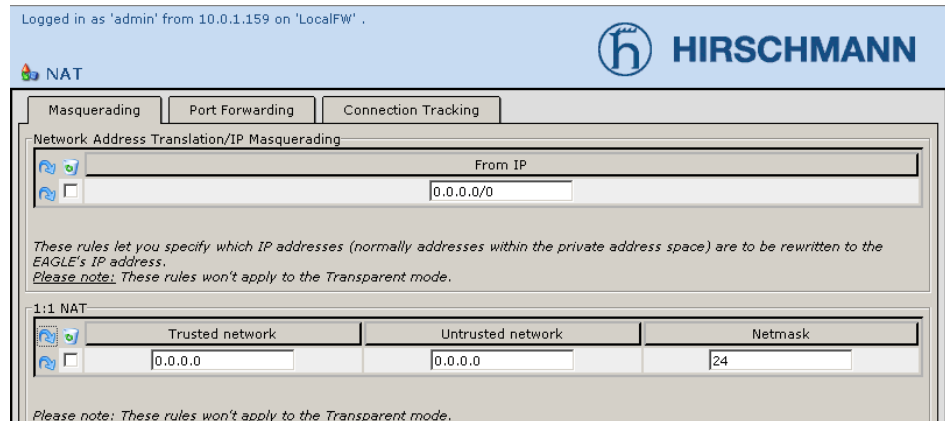 Logged in as 'admin' from 10.0.1.159 on 'LocalFW' .
HIRSCHMANN
NAT
Masquerading Port Forwarding Connection Tracking
Network Address Translation/IP Masquerading
From IP
0.0.0.0/0
These rules let you specify which IP addresses (normally addresses within the private address space) are to be rewritten to the
EAGLE's IP address.
Please note: These rules won't apply to the Transparent mode.
1:1 NAT
Trusted network Untrusted network Netmask
0.0.0.0 0.0.0.0 24
Please note: These rules won't apply to the Transparent mode.